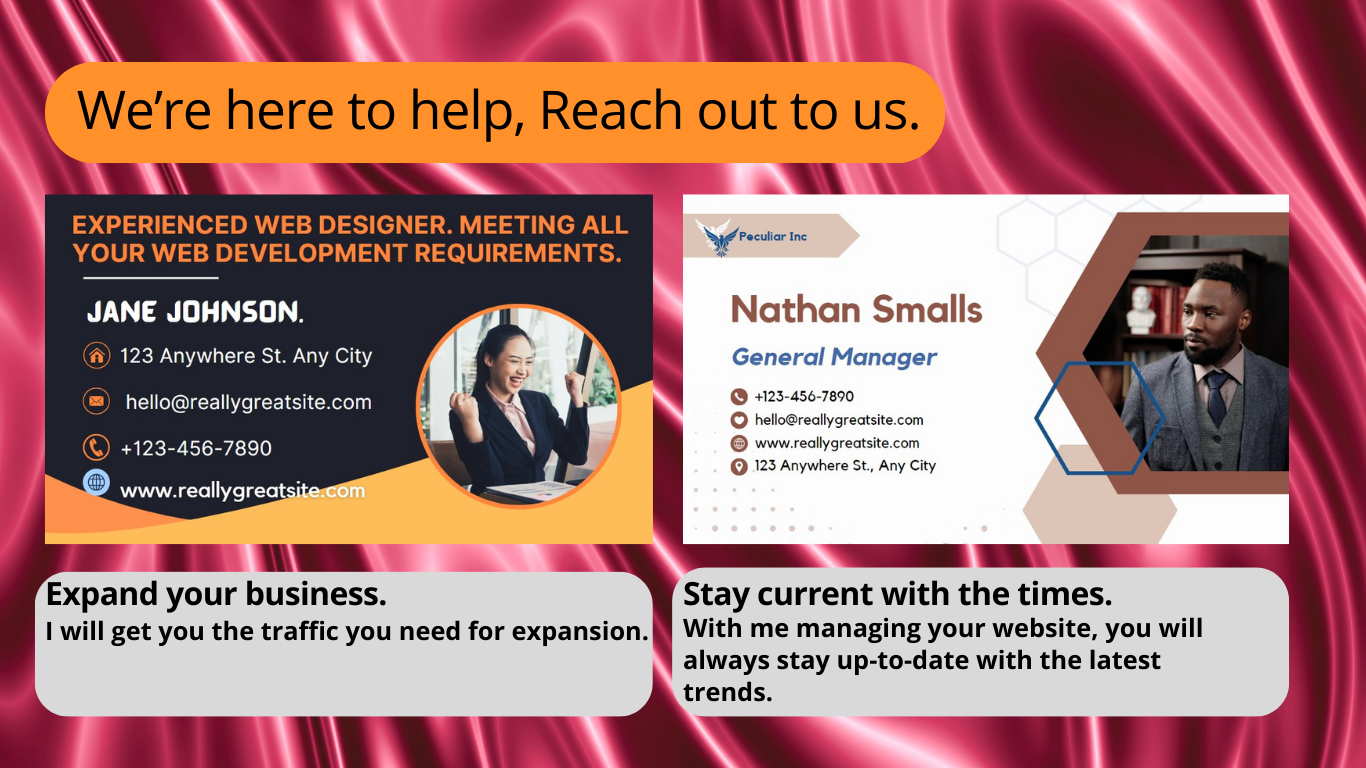 We’re here to help, Reach out to us.
EXPERIENCED WEB DESIGNER. MEETING ALL
YOUR WEB DEVELOPMENT REQUIREMENTS.
JANE JOHNSON.
123 Anywhere St. Any City
hello@reallygreatsite.com
+123-456-7890
www.reallygreatsite.com
Peculiar Inc
Nathan Smalls
General Manager
+123-456-7890
hello@reallygreatsite.com
www.reallygreatsite.com
123 Anywhere St., Any City
Expand your business.
I will get you the traffic you need for expansion.
Stay current with the times.
With me managing your website, you will
always stay up-to-date with the latest
trends.